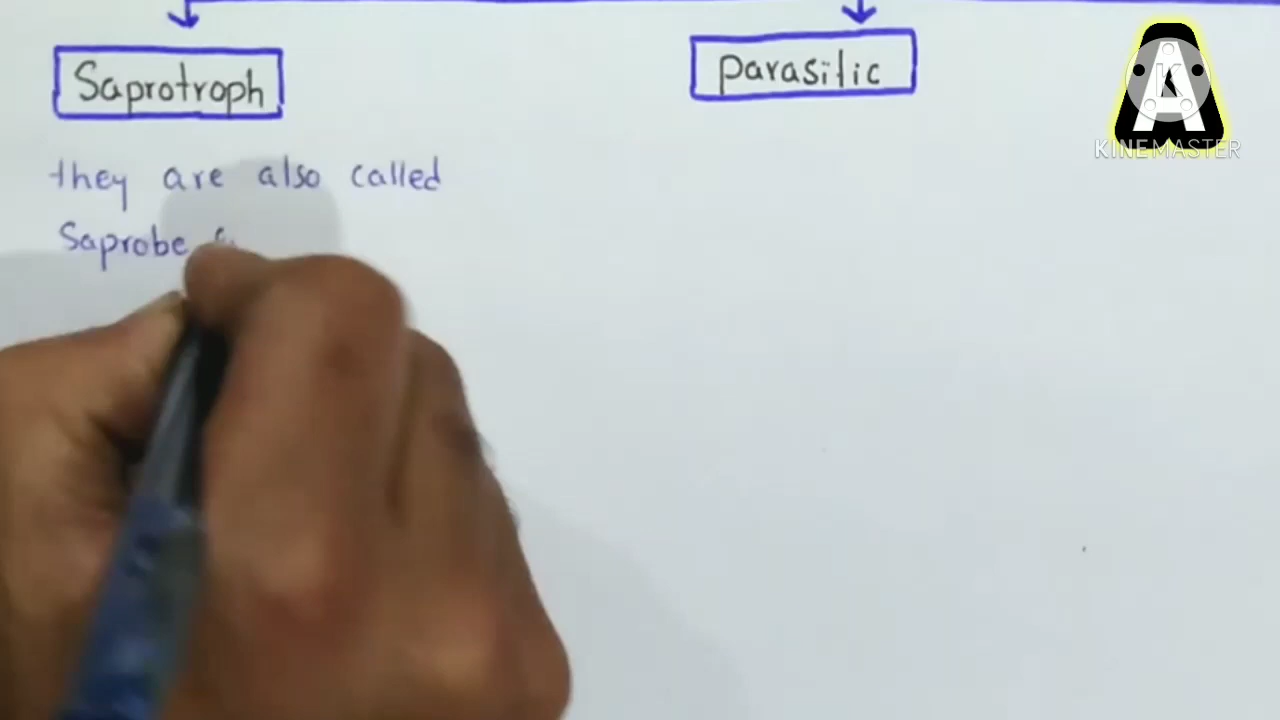 Saprotroph
parasitic
they are also called
Saprobe
A
K
KINEMASTER